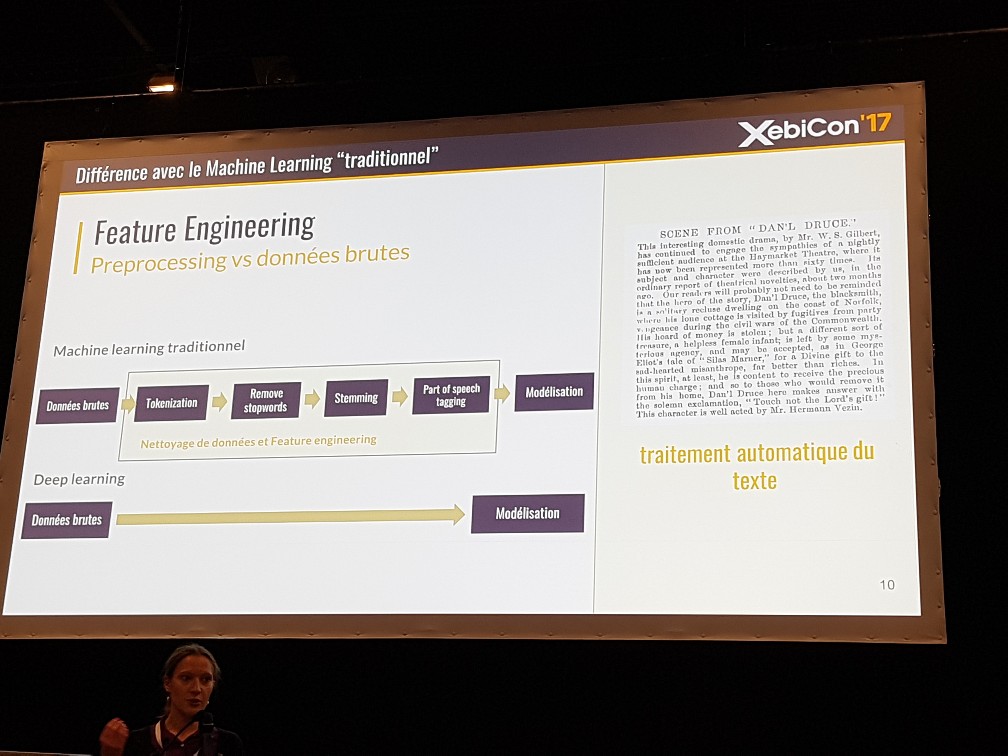 XebiCon'17
Différence avec le Machine Learning “traditionnel”
Feature Engineering
Preprocessing vs données brutes
Machine learning traditionnel
Données brutes
Tokenization
Remove
stopwords
Stemming
Part of speech
tagging
Modélisation
Nettoyage de données et Feature engineering
Deep learning
Données brutes
Modélisation
SCENE FROM "DAN'L DRUCE."
This interesting domestic drama, by Mr. W. S. Gilbert,
has continued to engage the sympathies of a nightly
sufficient audience at the Haymarket Theatre, where it
has now been represented more than sixty times. Its
subject and character were described by us, in the
ordinary report of theatrical novelties, about two months
ago. Our readers will probably not need to be reminded
that the hero of the story, Dan'l Druce, the blacksmith,
is a solitary recluse dwelling on the coast of Norfolk,
where his lone cottage is visited by fugitives from party
vengeance during the civil wars of the Commonwealth.
His hoard of money is stolen; but a different sort of
treasure, a helpless female infant; is left by some mys-
terious agency, and may be accepted, as in George
Eliot's tale of "Silas Marner," for a Divine gift to the
sad-hearted misanthrope, far better than riches. In
this spirit, at least, he is content to receive the precious
human charge; and so to those who would remove it
from his home, Dan'l Druce here makes answer with
the solemn exclamation, "Touch not the Lord's gift!"
This character is well acted by Mr. Hermann Vezin.
traitement automatique du
texte
10